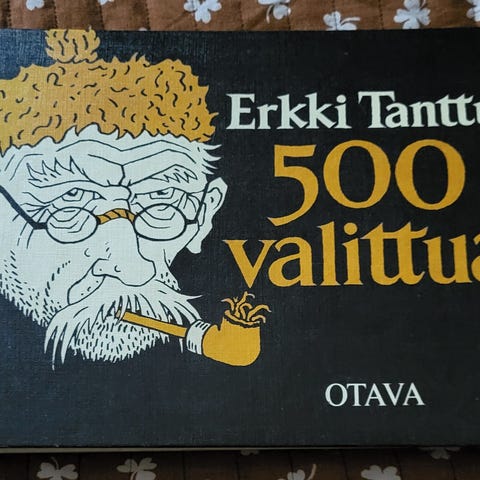 Erkki Tanttu
500
valittua
OTAVA